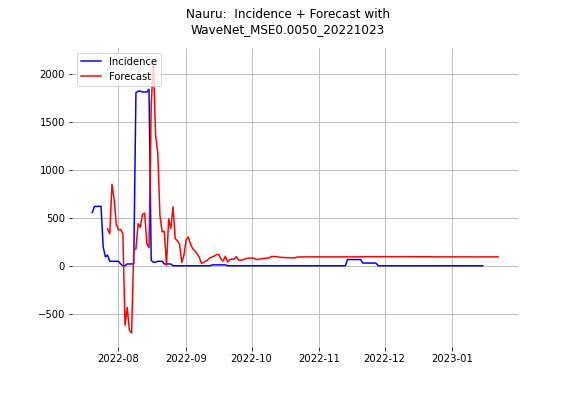 Nauru:  Incidence + Forecast with
WaveNet_MSE0.0050_20221023
Incidence
Forecast
2000
1500
1000
500
0
−500
2022-08 2022-09 2022-10 2022-11 2022-12 2023-01